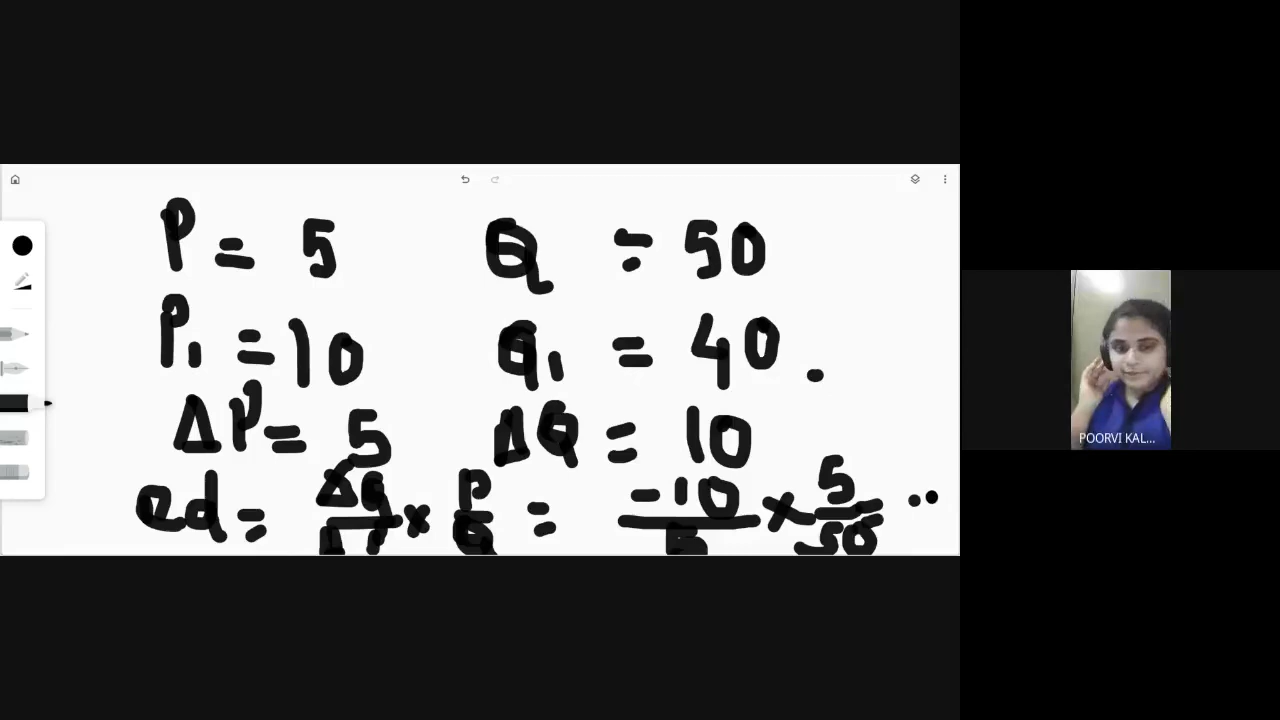 P = 5 Q = 50
P1 = 10 Q1 = 40 .
ΔP = 5 ΔQ = 10
ed = ΔQ/ΔP × P/Q = -10/5 × 5/50 =
POORVI KAL...